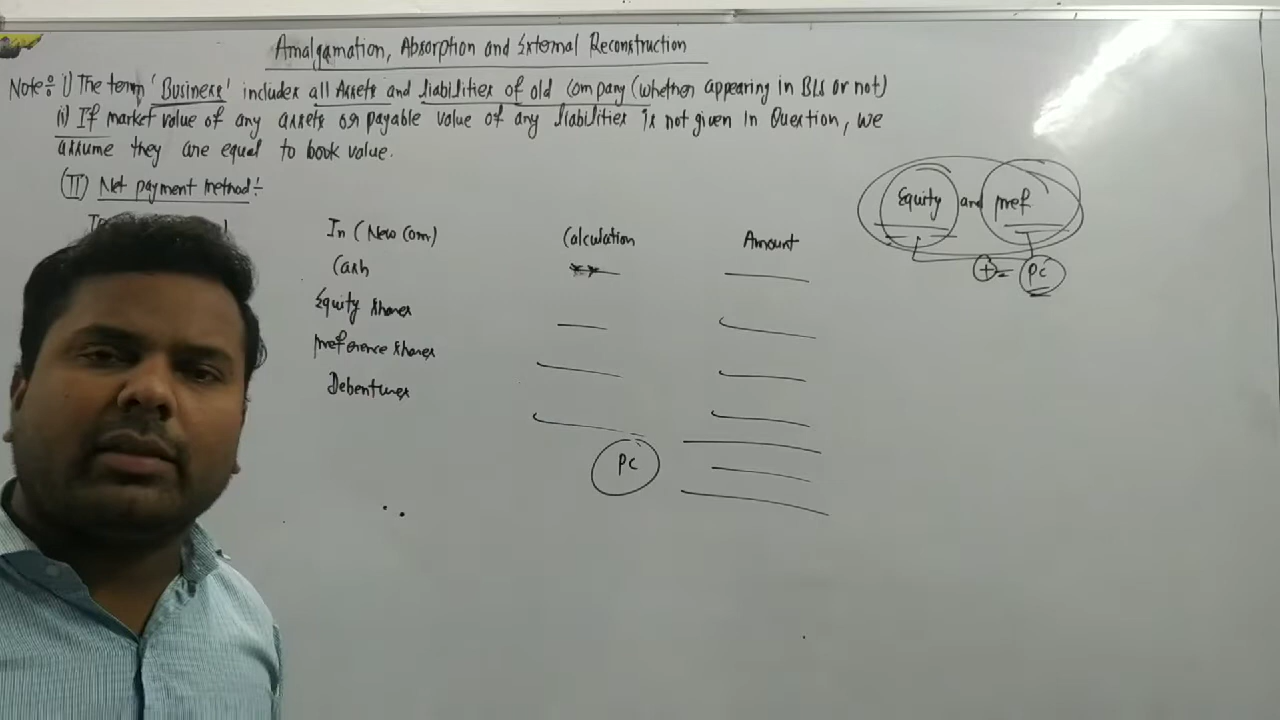 Amalgamation, Absorption and External Reconstruction
Note:- i) The term 'Business' includes all Assets and liabilities of old company (whether appearing in B/s or not)
ii) If market value of any assets or payable value of any liabilities is not given in Question, we
assume they are equal to book value.
(II) Net payment method:-
In (New Com) Calculation Amount
Cash
Equity shares
Preference shares
Debentures
PC
Equity and pref
+ = PC